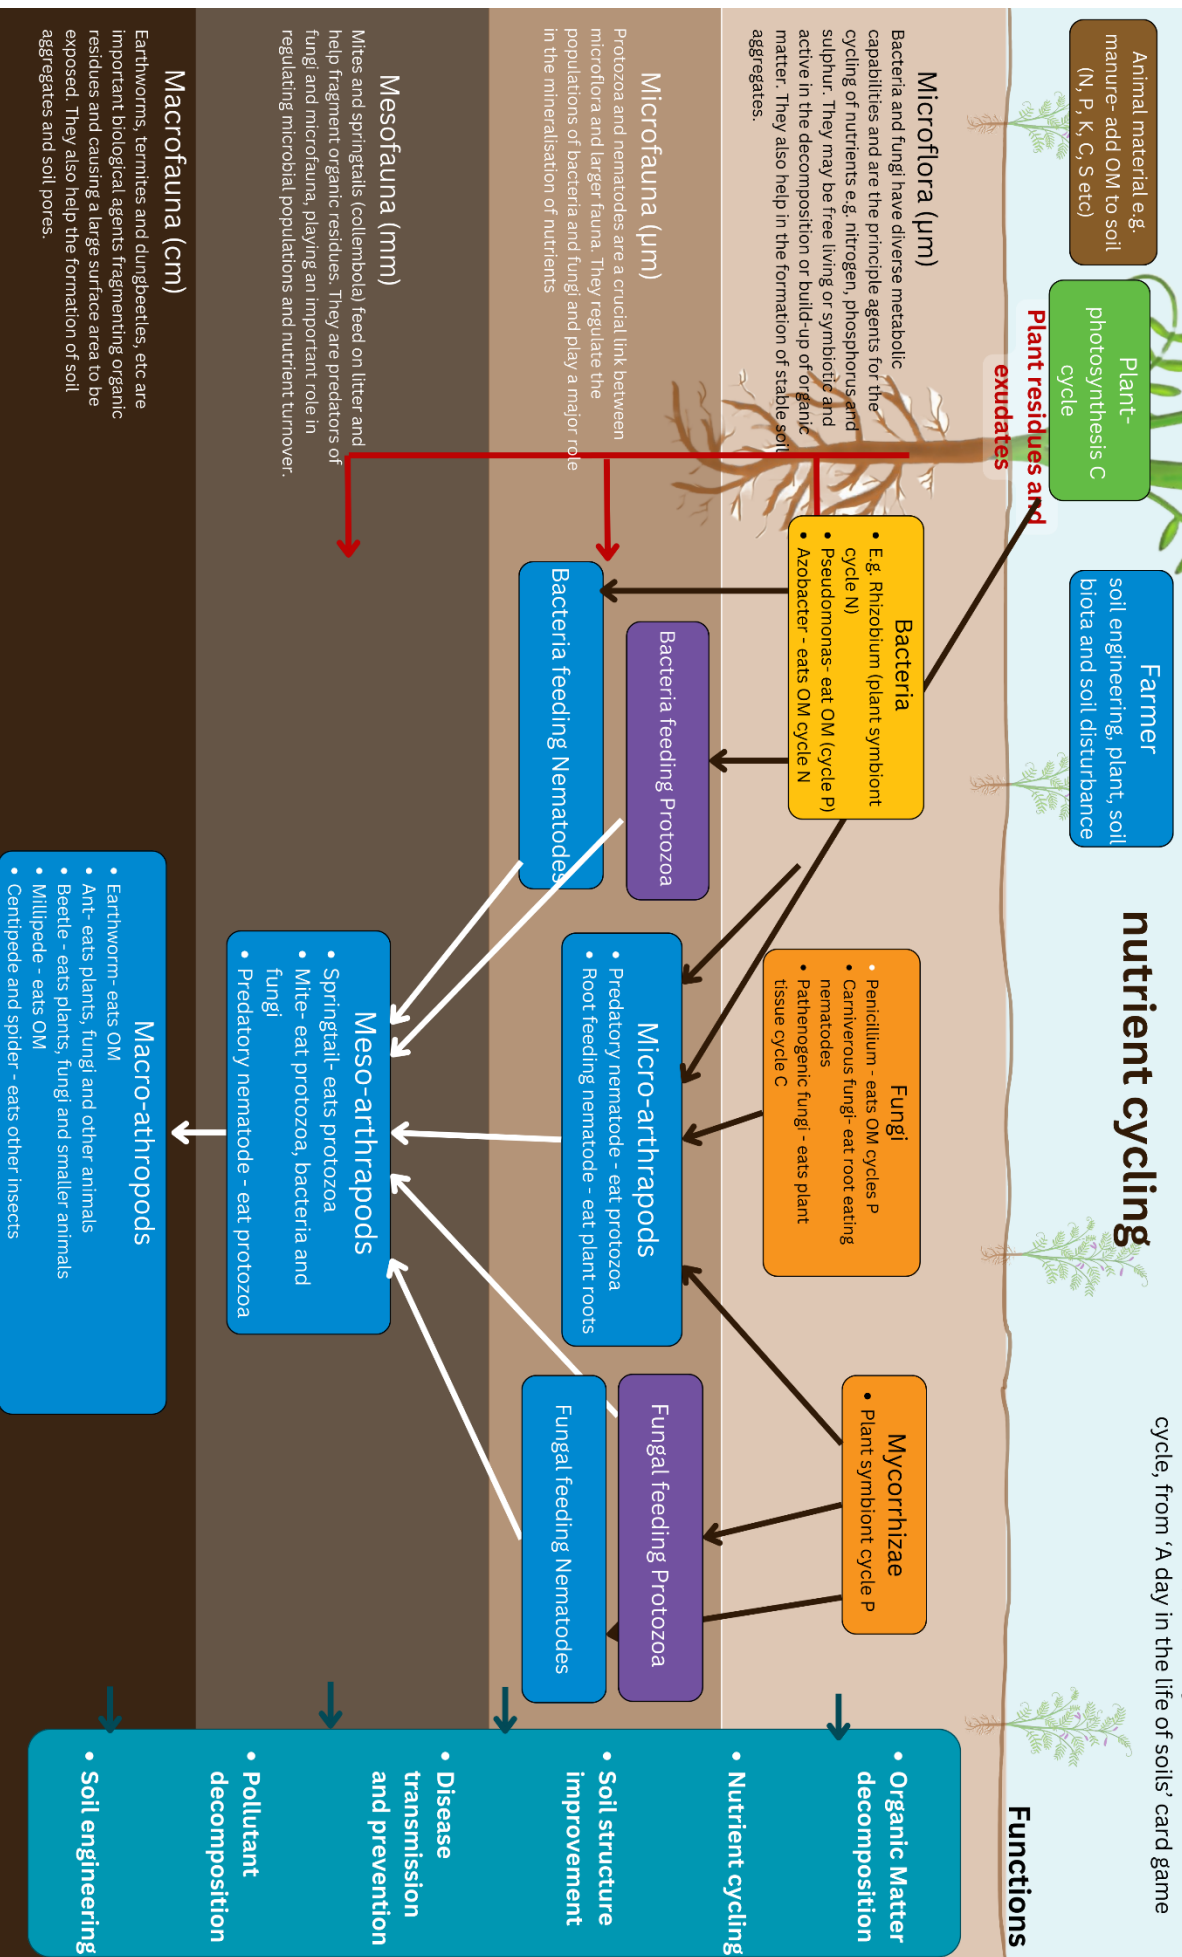 nutrient cycling
cycle, from ‘A day in the life of soils’ card game
Animal material e.g.
manure- add OM to soil
(N, P, K, C, S etc)
Plant-
photosynthesis C
cycle
Farmer
soil engineering, plant, soil
biota and soil disturbance
Plant residues and
exudates
Functions
Microflora (μm)
Bacteria and fungi have diverse metabolic
capabilities and are the principle agents for the
cycling of nutrients e.g. nitrogen, phosphorus and
sulphur. They may be free living or symbiotic and
active in the decomposition or build-up of organic
matter. They also help in the formation of stable soil
aggregates.
Bacteria
• E.g. Rhizobium (plant symbiont
cycle N)
• Pseudomonas- eat OM (cycle P)
• Azobacter - eats OM cycle N
Fungi
• Penicillium - eats OM cycles P
• Carniverous fungi- eat root eating
nematodes
• Pathenogenic fungi - eats plant
tissue cycle C
Mycorrhizae
• Plant symbiont cycle P
Microfauna (μm)
Protozoa and nematodes are a crucial link between
microflora and larger fauna. They regulate the
populations of bacteria and fungi and play a major role
in the mineralisation of nutrients
Bacteria feeding Protozoa
Bacteria feeding Nematodes
Micro-arthrapods
• Predatory nematode - eat protozoa
• Root feeding nematode - eat plant roots
Fungal feeding Protozoa
Fungal feeding Nematodes
Mesofauna (mm)
Mites and springtails (collembola) feed on litter and
help fragment organic residues. They are predators of
fungi and microfauna, playing an important role in
regulating microbial populations and nutrient turnover.
Meso-arthrapods
• Springtail- eats protozoa
• Mite- eat protozoa, bacteria and
fungi
• Predatory nematode - eat protozoa
Macrofauna (cm)
Earthworms, termites and dungbeetles, etc are
important biological agents fragmenting organic
residues and causing a large surface area to be
exposed. They also help the formation of soil
aggregates and soil pores.
Macro-athropods
• Earthworm- eats OM
• Ant- eats plants, fungi and other animals
• Beetle - eats plants, fungi and smaller animals
• Millipede - eats OM
• Centipede and spider - eats other insects
• Organic Matter
decomposition
• Nutrient cycling
• Soil structure
improvement
• Disease
transmission
and prevention
• Pollutant
decomposition
• Soil engineering